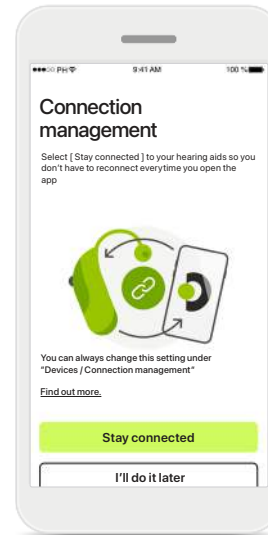 ●●●○○ PH 9:41 AM 100 %
Connection
management
Select [ Stay connected ] to your hearing aids so you
don't have to reconnect everytime you open the
app
You can always change this setting under
"Devices / Connection management"
Find out more.
Stay connected
I'll do it later